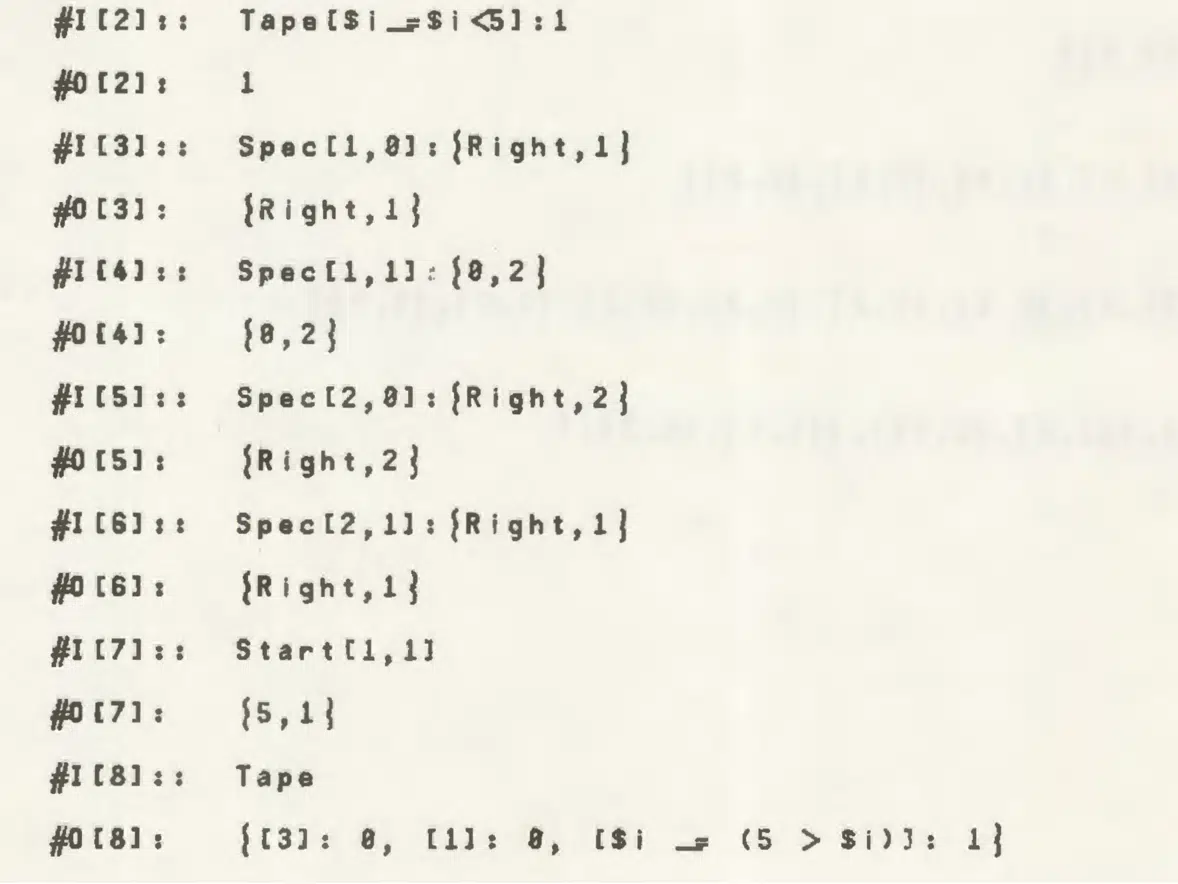 #I[2]:: Tape[$i _=$i<5]:1
#O[2]: 1
#I[3]:: Spec[1,0]:{Right,1}
#O[3]: {Right,1}
#I[4]:: Spec[1,1]:{0,2}
#O[4]: {0,2}
#I[5]:: Spec[2,0]:{Right,2}
#O[5]: {Right,2}
#I[6]:: Spec[2,1]:{Right,1}
#O[6]: {Right,1}
#I[7]:: Start[1,1]
#O[7]: {5,1}
#I[8]:: Tape
#O[8]: {[3]: 0, [1]: 0, [$i _= (5 > $i)]: 1}